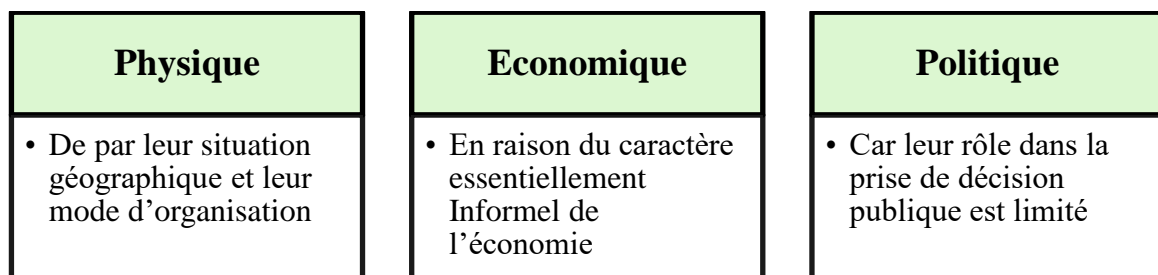 Physique
• De par leur situation
géographique et leur
mode d’organisation
Economique
• En raison du caractère
essentiellement
Informel de
l’économie
Politique
• Car leur rôle dans la
prise de décision
publique est limité